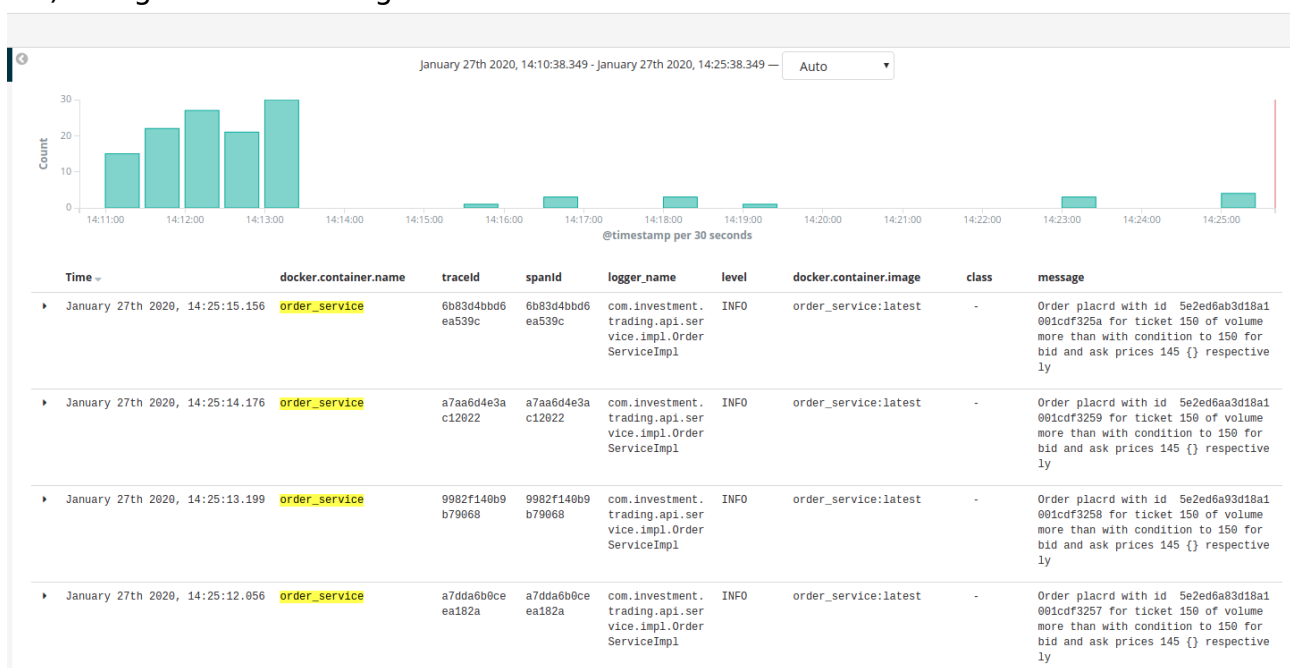 January 27th 2020, 14:10:38.349 - January 27th 2020, 14:25:38.349 — Auto
30
20
10
0
Count
14:11:00 14:12:00 14:13:00 14:14:00 14:15:00 14:16:00 14:17:00 14:18:00 14:19:00 14:20:00 14:21:00 14:22:00 14:23:00 14:24:00 14:25:00
@timestamp per 30 seconds
Time docker.container.name traceId spanId logger_name level docker.container.image class message
January 27th 2020, 14:25:15.156 order_service 6b83d4bbd6 6b83d4bbd6 com.investment. INFO order_service:latest - Order placrd with id 5e2ed6ab3d18a1
ea539c ea539c trading.api.ser 001cdf325a for ticket 150 of volume
vice.impl.Order more than with condition to 150 for
ServiceImpl bid and ask prices 145 {} respective
ly
January 27th 2020, 14:25:14.176 order_service a7aa6d4e3a a7aa6d4e3a com.investment. INFO order_service:latest - Order placrd with id 5e2ed6aa3d18a1
c12022 c12022 trading.api.ser 001cdf3259 for ticket 150 of volume
vice.impl.Order more than with condition to 150 for
ServiceImpl bid and ask prices 145 {} respective
ly
January 27th 2020, 14:25:13.199 order_service 9982f140b9 9982f140b9 com.investment. INFO order_service:latest - Order placrd with id 5e2ed6a93d18a1
b79068 b79068 trading.api.ser 001cdf3258 for ticket 150 of volume
vice.impl.Order more than with condition to 150 for
ServiceImpl bid and ask prices 145 {} respective
ly
January 27th 2020, 14:25:12.056 order_service a7dda6b0ce a7dda6b0ce com.investment. INFO order_service:latest - Order placrd with id 5e2ed6a83d18a1
ea182a ea182a trading.api.ser 001cdf3257 for ticket 150 of volume
vice.impl.Order more than with condition to 150 for
ServiceImpl bid and ask prices 145 {} respective
ly